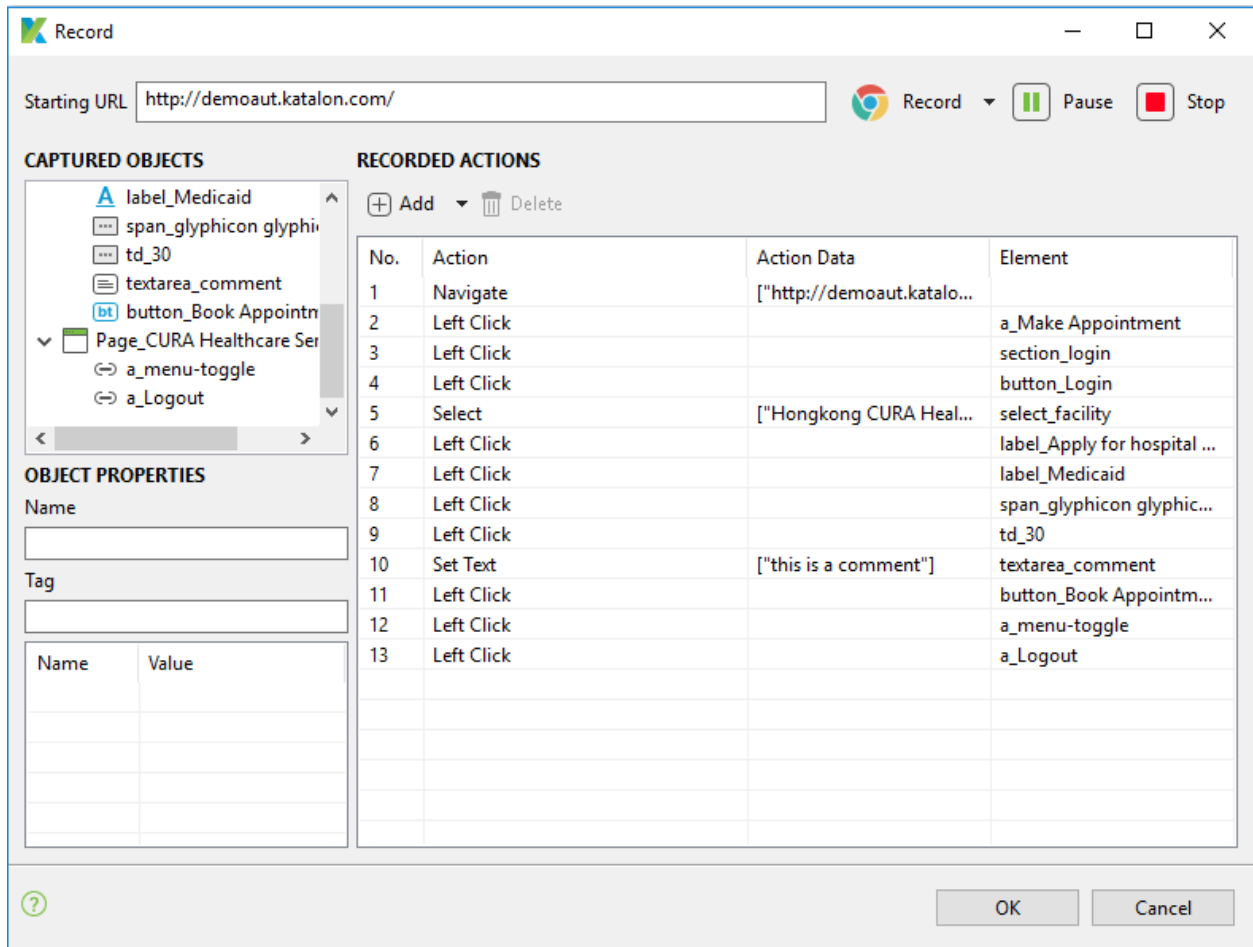 Record
Starting URL http://demoaut.katalon.com/ Record Pause Stop
CAPTURED OBJECTS
label_Medicaid
span_glyphicon glyphi
td_30
textarea_comment
bt button_Book Appointm
Page_CURA Healthcare Ser
a_menu-toggle
a_Logout
OBJECT PROPERTIES
Name
Tag
Name Value
RECORDED ACTIONS
Add Delete
No. Action Action Data Element
1 Navigate ["http://demoaut.katalo...
2 Left Click a_Make Appointment
3 Left Click section_login
4 Left Click button_Login
5 Select ["Hongkong CURA Heal... select_facility
6 Left Click label_Apply for hospital ...
7 Left Click label_Medicaid
8 Left Click span_glyphicon glyphic...
9 Left Click td_30
10 Set Text ["this is a comment"] textarea_comment
11 Left Click button_Book Appointm...
12 Left Click a_menu-toggle
13 Left Click a_Logout
? OK Cancel